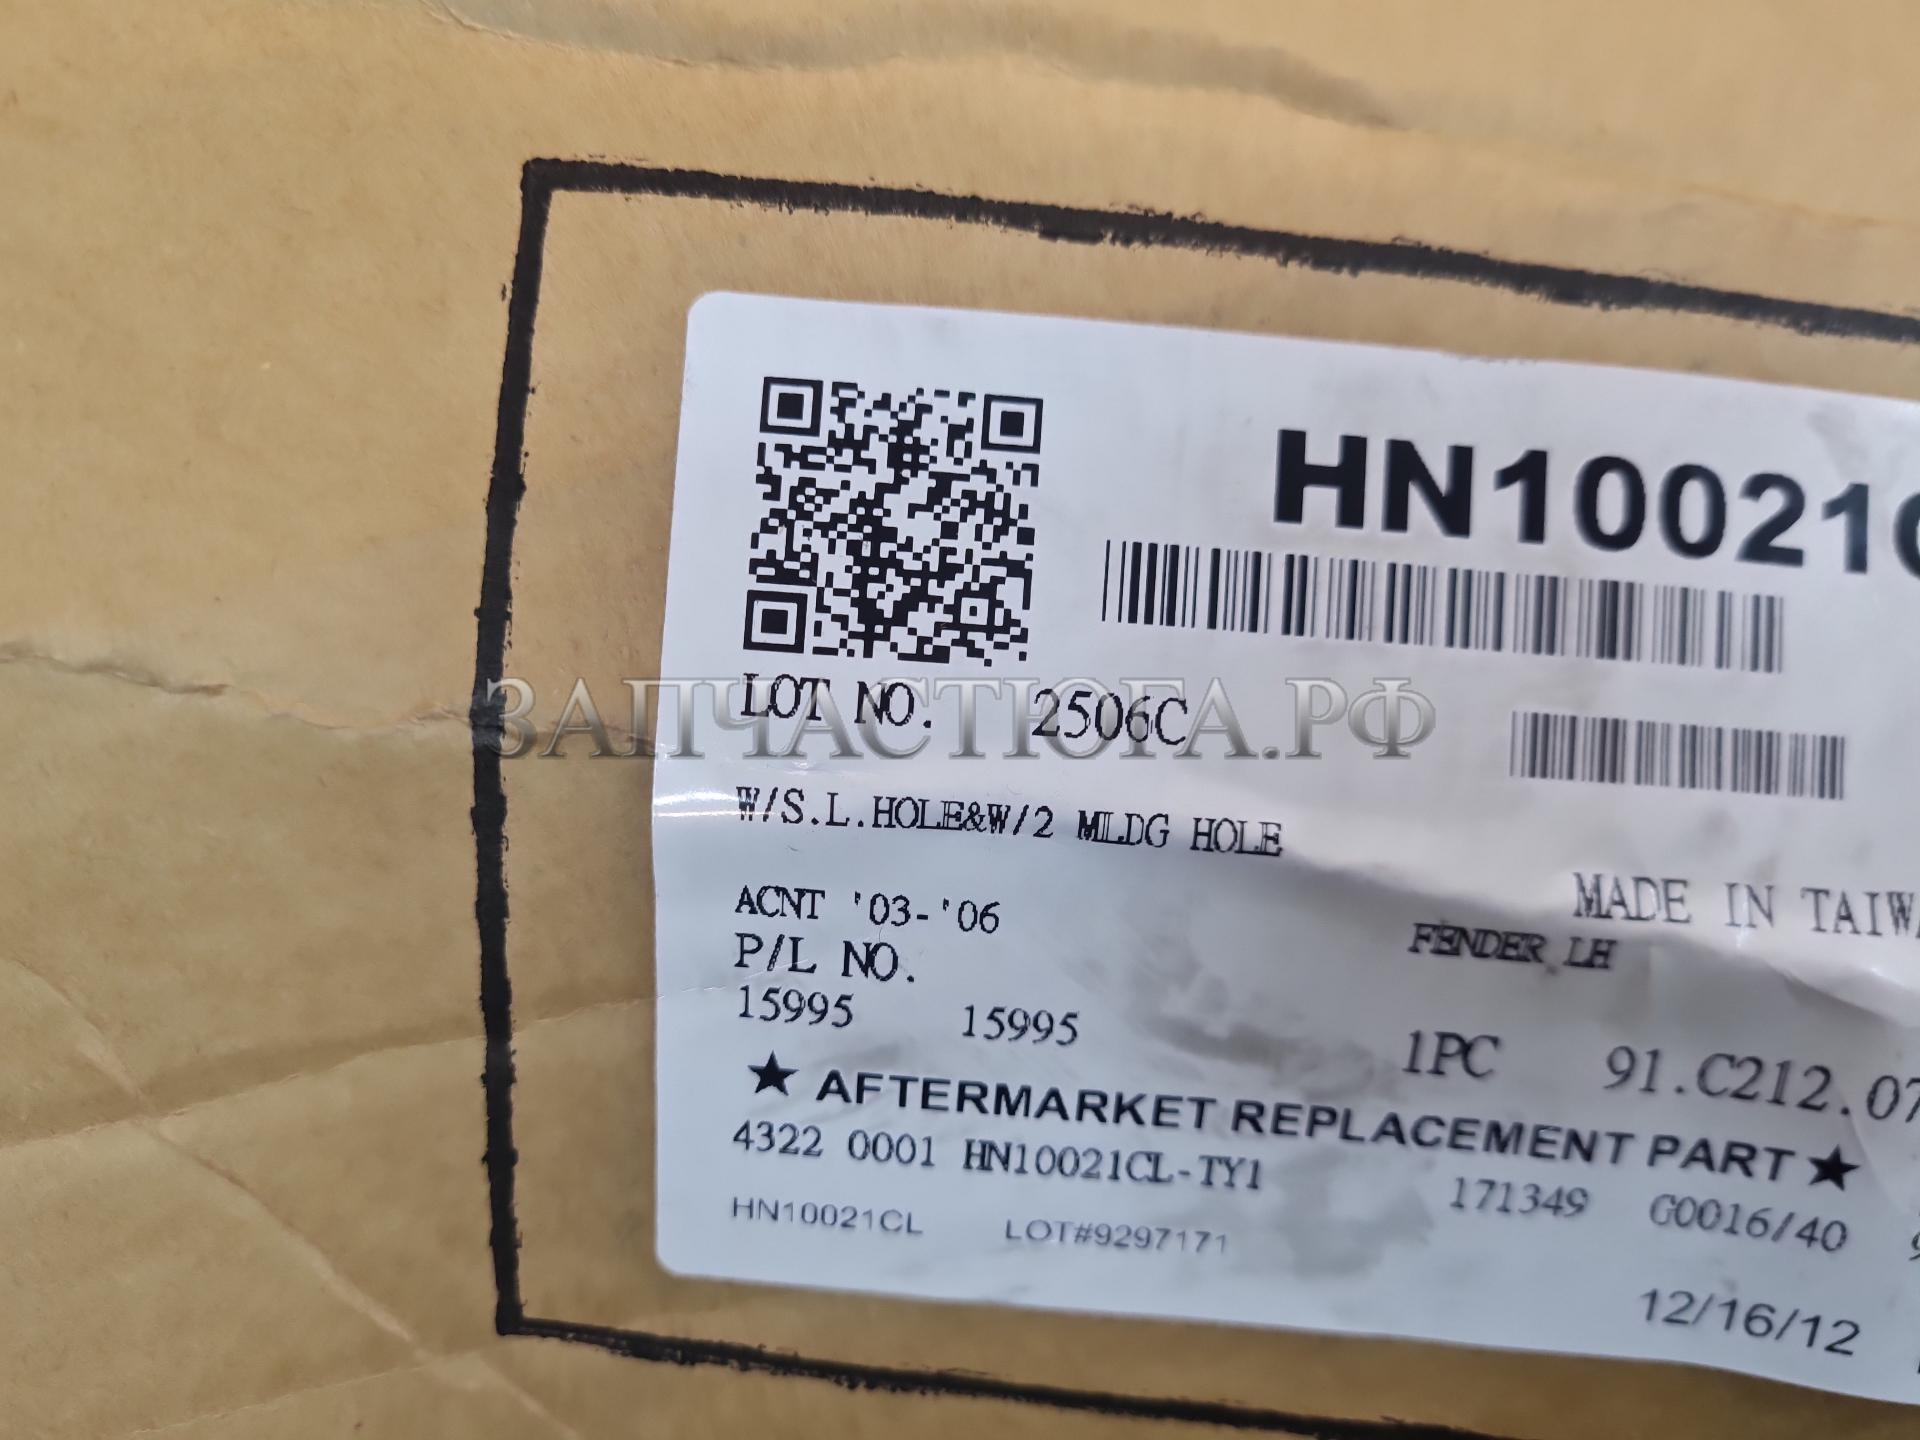 HN10021C
LOT NO. 2506C
ЗАПЧАСТЮГА.РФ
W/S.L.HOLE&W/2 MLDG HOLE
MADE IN TAIW
ACNT '03-'06
FENDER LH
P/L NO.
15995 15995
1PC 91.C212.07
★ AFTERMARKET REPLACEMENT PART ★
4322 0001 HN10021CL-TY1
171349 G0016/40
HN10021CL LOT#9297171
12/16/12